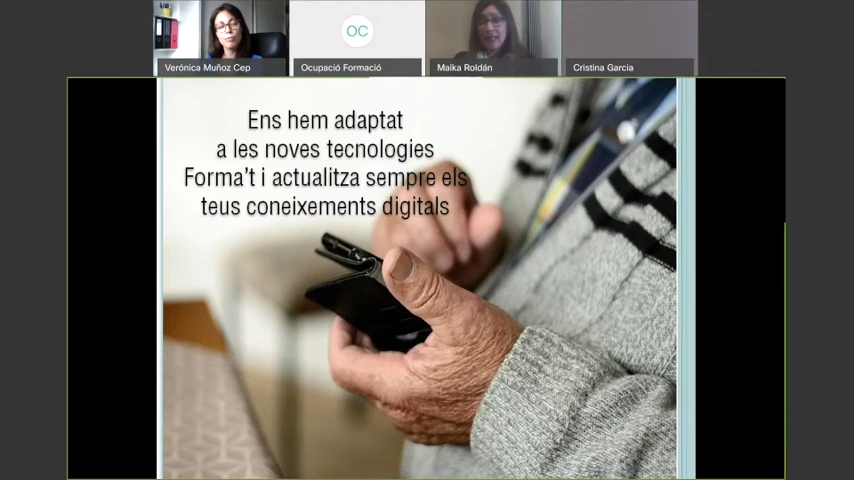 OC
Verónica Muñoz Cep
Ocupació Formació
Maika Roldán
Cristina Garcia
Ens hem adaptat
a les noves tecnologies
Forma't i actualitza sempre els
teus coneixements digitals